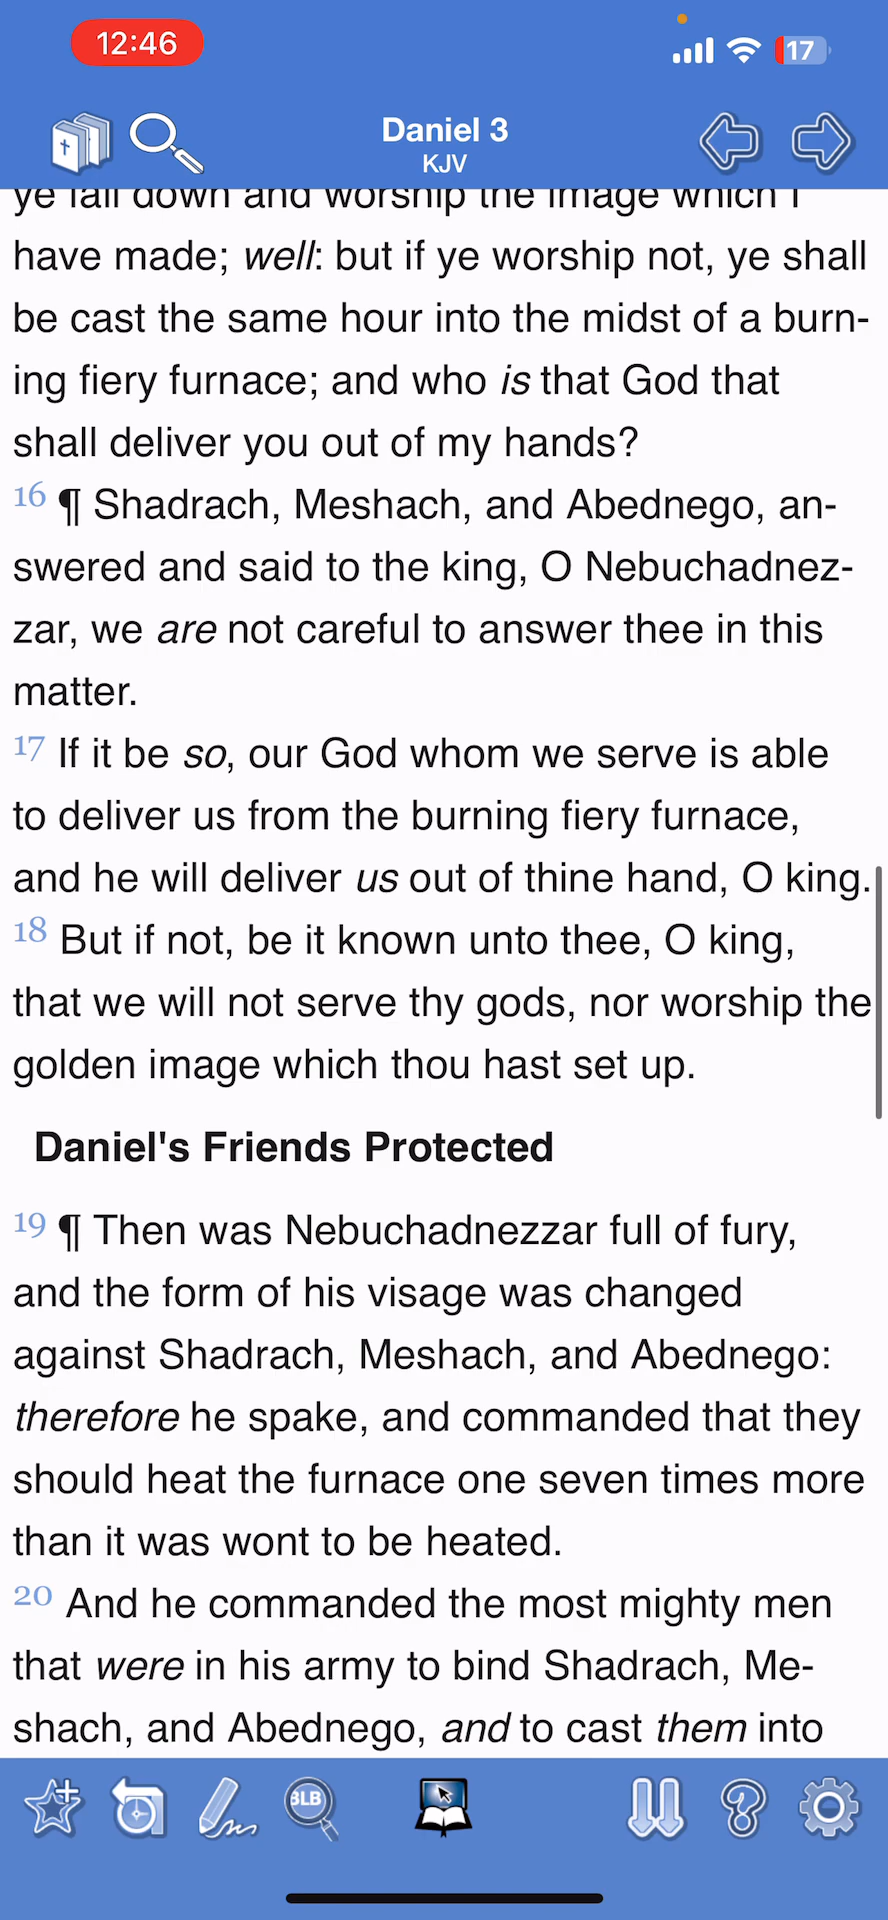 12:46
17
Daniel 3
KJV
ye fall down and worship the image which I
have made; well: but if ye worship not, ye shall
be cast the same hour into the midst of a burn-
ing fiery furnace; and who is that God that
shall deliver you out of my hands?
16 ¶ Shadrach, Meshach, and Abednego, an-
swered and said to the king, O Nebuchadnez-
zar, we are not careful to answer thee in this
matter.
17 If it be so, our God whom we serve is able
to deliver us from the burning fiery furnace,
and he will deliver us out of thine hand, O king.
18 But if not, be it known unto thee, O king,
that we will not serve thy gods, nor worship the
golden image which thou hast set up.
Daniel's Friends Protected
19 ¶ Then was Nebuchadnezzar full of fury,
and the form of his visage was changed
against Shadrach, Meshach, and Abednego:
therefore he spake, and commanded that they
should heat the furnace one seven times more
than it was wont to be heated.
20 And he commanded the most mighty men
that were in his army to bind Shadrach, Me-
shach, and Abednego, and to cast them into
BLB